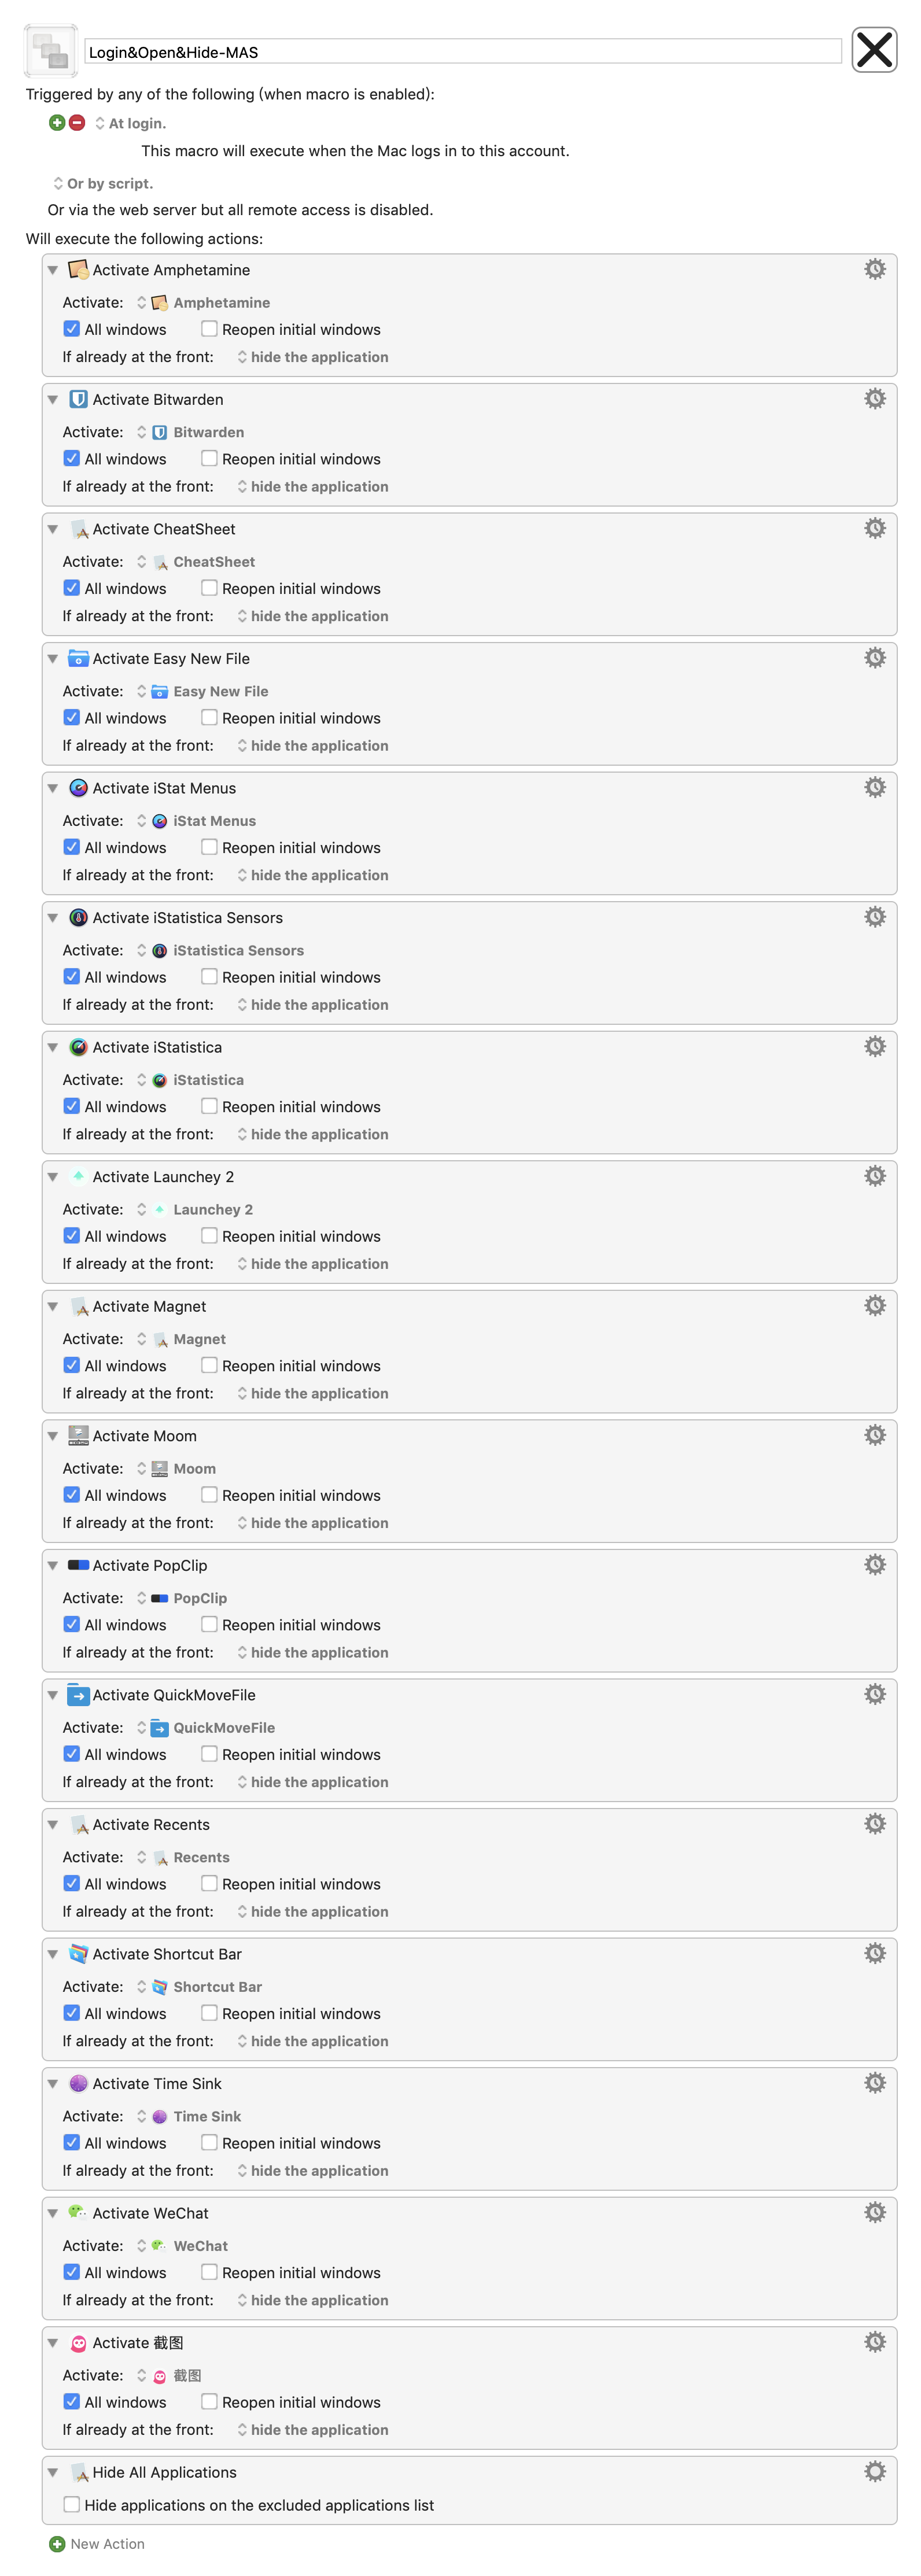 Login&Open&Hide-MAS
Triggered by any of the following (when macro is enabled):
At login.
This macro will execute when the Mac logs in to this account.
Or by script.
Or via the web server but all remote access is disabled.
Will execute the following actions:
Activate Amphetamine
Activate: Amphetamine
All windows Reopen initial windows
If already at the front: hide the application
Activate Bitwarden
Activate: Bitwarden
All windows Reopen initial windows
If already at the front: hide the application
Activate CheatSheet
Activate: CheatSheet
All windows Reopen initial windows
If already at the front: hide the application
Activate Easy New File
Activate: Easy New File
All windows Reopen initial windows
If already at the front: hide the application
Activate iStat Menus
Activate: iStat Menus
All windows Reopen initial windows
If already at the front: hide the application
Activate iStatistica Sensors
Activate: iStatistica Sensors
All windows Reopen initial windows
If already at the front: hide the application
Activate iStatistica
Activate: iStatistica
All windows Reopen initial windows
If already at the front: hide the application
Activate Launchey 2
Activate: Launchey 2
All windows Reopen initial windows
If already at the front: hide the application
Activate Magnet
Activate: Magnet
All windows Reopen initial windows
If already at the front: hide the application
Activate Moom
Activate: Moom
All windows Reopen initial windows
If already at the front: hide the application
Activate PopClip
Activate: PopClip
All windows Reopen initial windows
If already at the front: hide the application
Activate QuickMoveFile
Activate: QuickMoveFile
All windows Reopen initial windows
If already at the front: hide the application
Activate Recents
Activate: Recents
All windows Reopen initial windows
If already at the front: hide the application
Activate Shortcut Bar
Activate: Shortcut Bar
All windows Reopen initial windows
If already at the front: hide the application
Activate Time Sink
Activate: Time Sink
All windows Reopen initial windows
If already at the front: hide the application
Activate WeChat
Activate: WeChat
All windows Reopen initial windows
If already at the front: hide the application
Activate 截图
Activate: 截图
All windows Reopen initial windows
If already at the front: hide the application
Hide All Applications
Hide applications on the excluded applications list
New Action